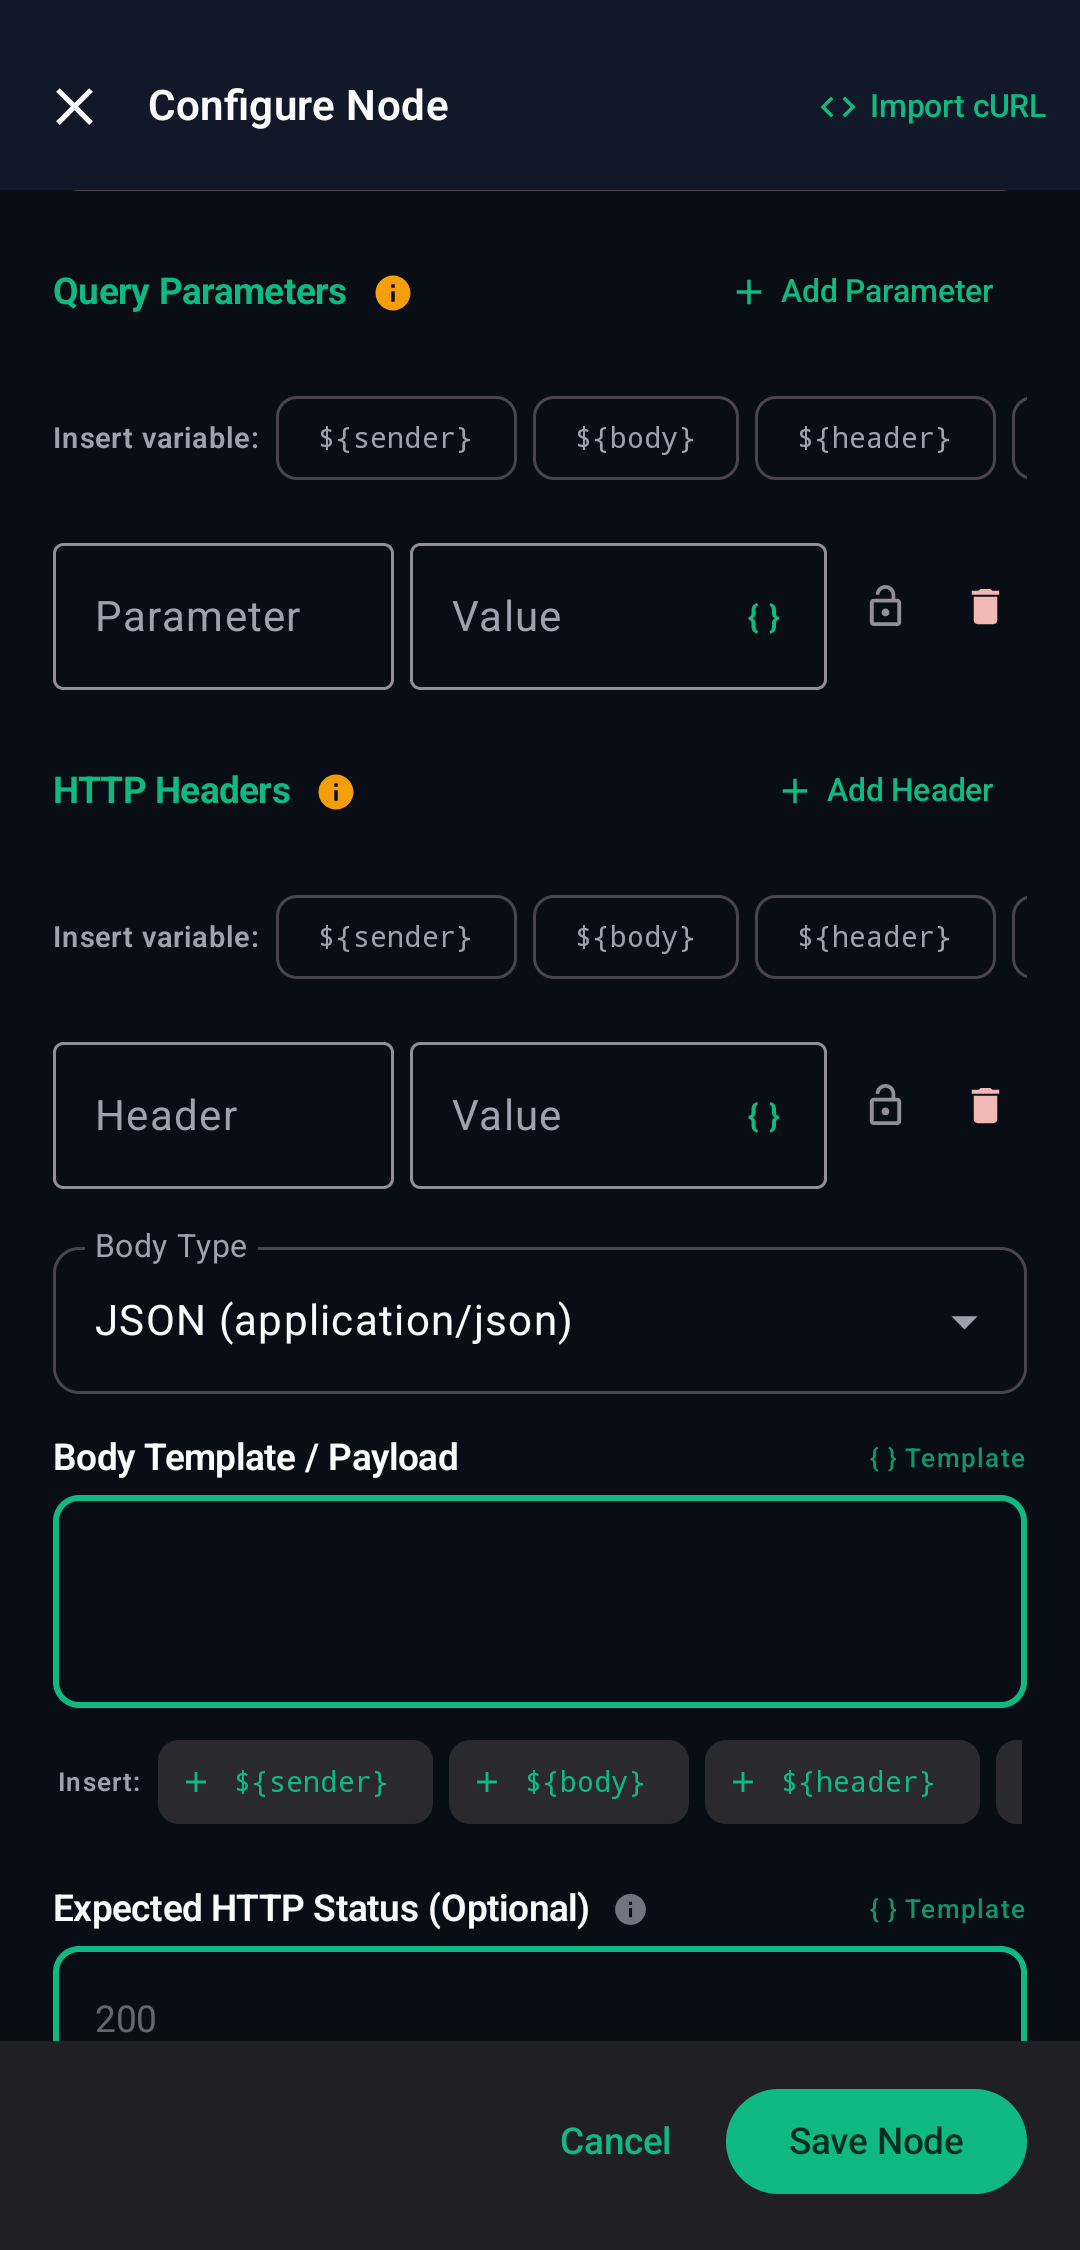 Configure Node
<> Import cURL
Query Parameters
+ Add Parameter
Insert variable: ${sender} ${body} ${header}
Parameter
Value {}
HTTP Headers
+ Add Header
Insert variable: ${sender} ${body} ${header}
Header
Value {}
Body Type
JSON (application/json)
Body Template / Payload
{ } Template
Insert: + ${sender} + ${body} + ${header}
Expected HTTP Status (Optional)
{ } Template
200
Cancel
Save Node